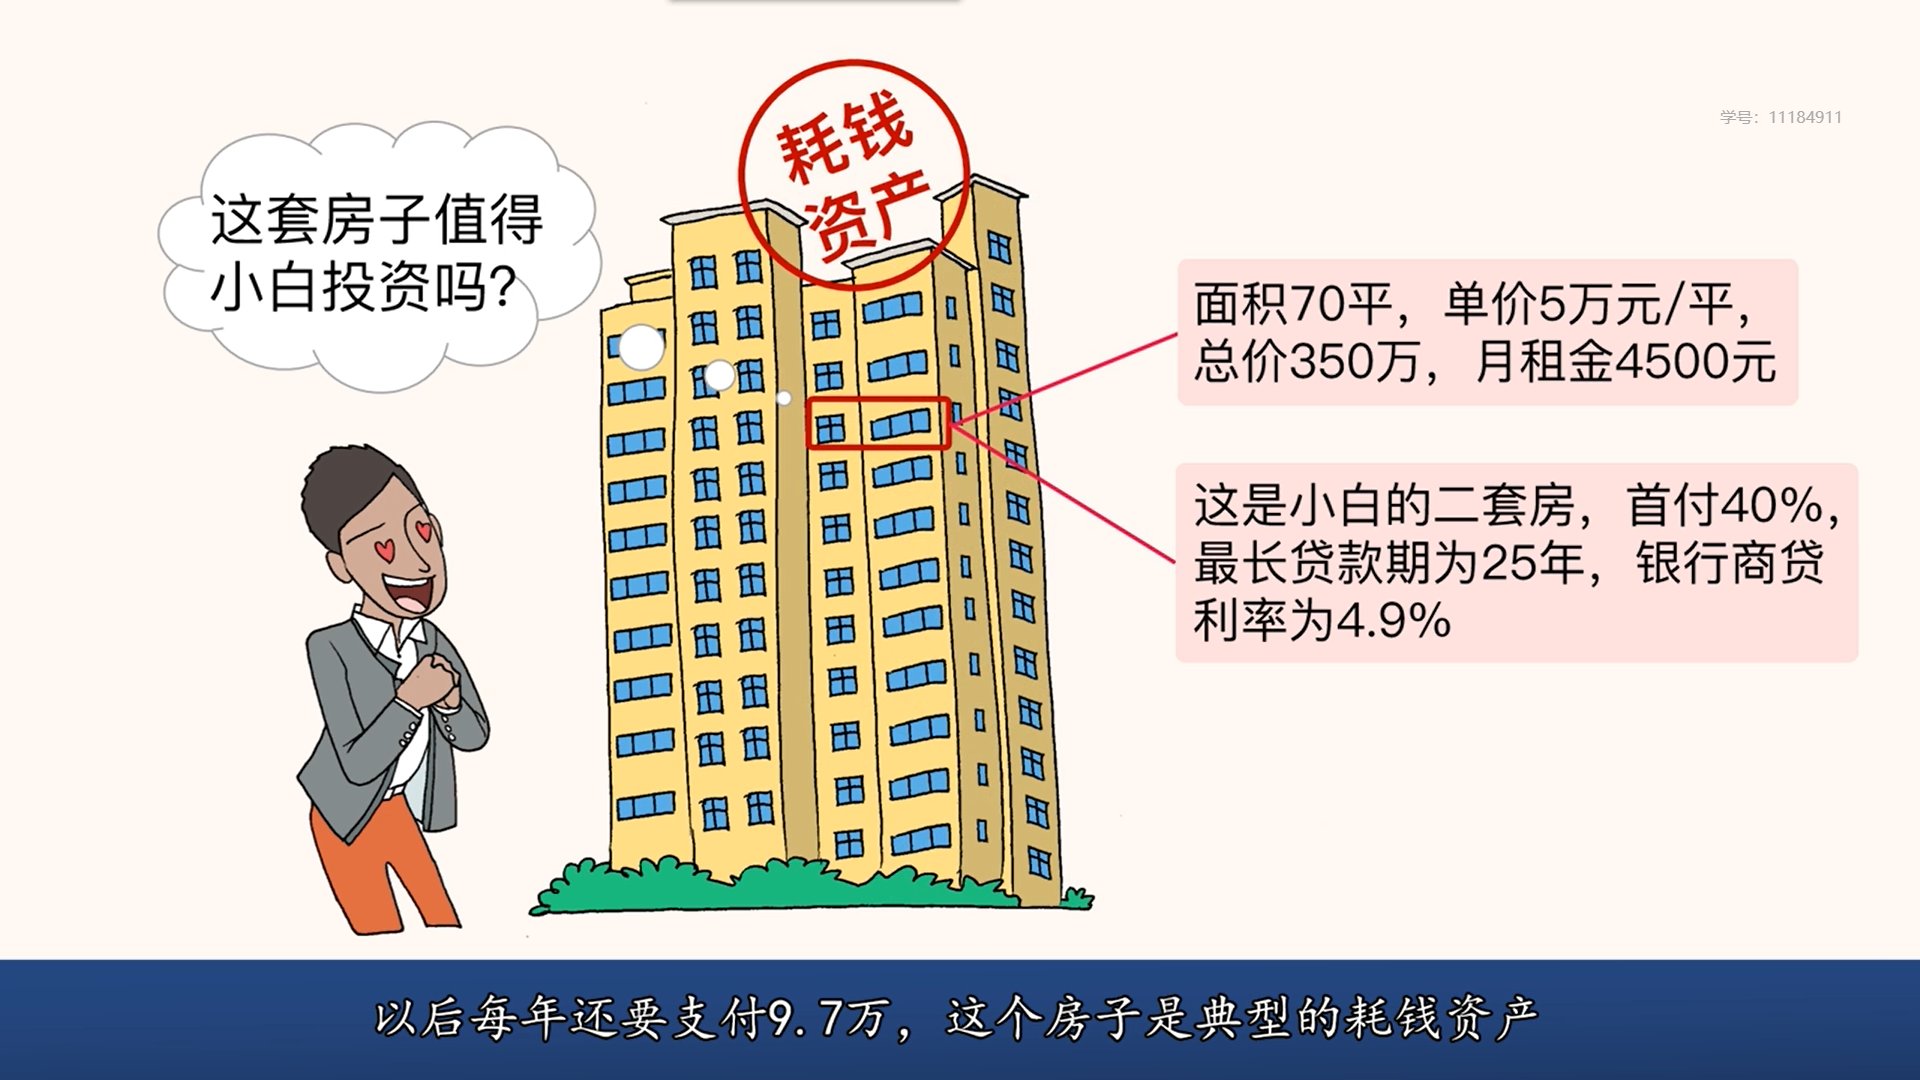 耗钱
资产
学号：11184911
这套房子值得
小白投资吗？
面积70平，单价5万元/平，
总价350万，月租金4500元
这是小白的二套房，首付40%，
最长贷款期为25年，银行商贷
利率为4.9%
以后每年还要支付9.7万，这个房子是典型的耗钱资产